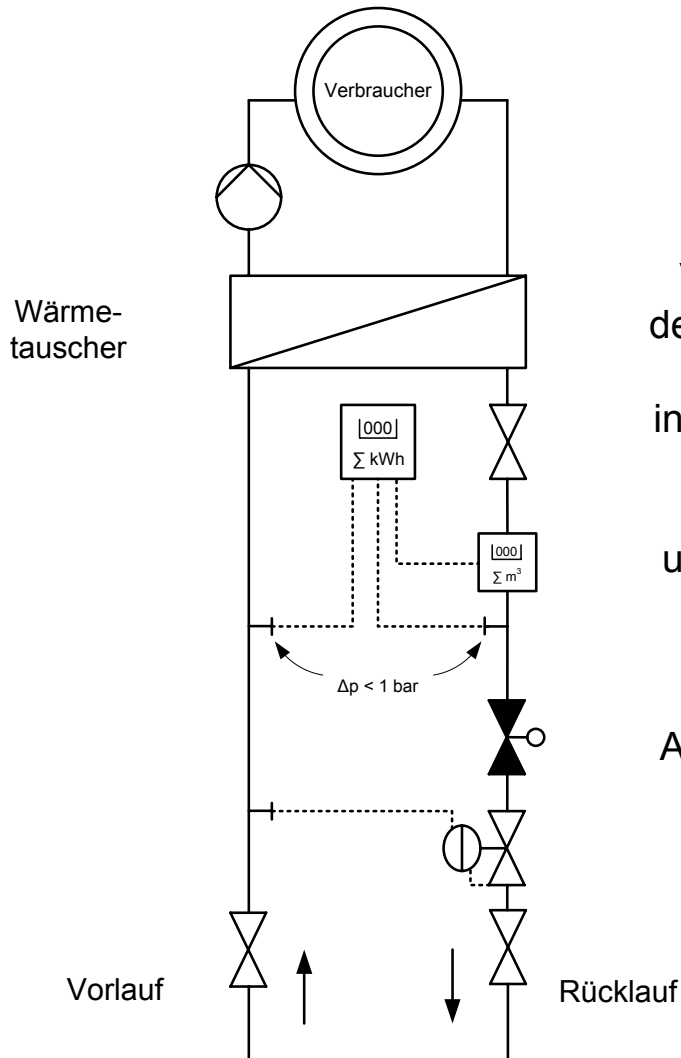 Verbraucher
Wärme-
tauscher
de
in
|000|
∑ kWh
|000|
∑ m³
u
Δp < 1 bar
A
Vorlauf
Rücklauf